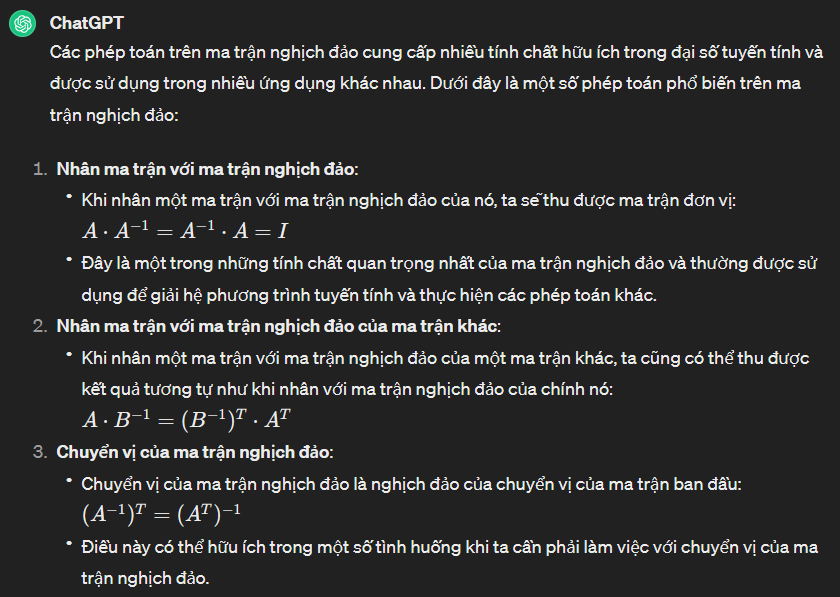 ChatGPT
Các phép toán trên ma trận nghịch đảo cung cấp nhiều tính chất hữu ích trong đại số tuyến tính và
được sử dụng trong nhiều ứng dụng khác nhau. Dưới đây là một số phép toán phổ biến trên ma
trận nghịch đảo:
1. Nhân ma trận với ma trận nghịch đảo:
• Khi nhân một ma trận với ma trận nghịch đảo của nó, ta sẽ thu được ma trận đơn vị:
A · A⁻¹ = A⁻¹ · A = I
• Đây là một trong những tính chất quan trọng nhất của ma trận nghịch đảo và thường được sử
dụng để giải hệ phương trình tuyến tính và thực hiện các phép toán khác.
2. Nhân ma trận với ma trận nghịch đảo của ma trận khác:
• Khi nhân một ma trận với ma trận nghịch đảo của một ma trận khác, ta cũng có thể thu được
kết quả tương tự như khi nhân với ma trận nghịch đảo của chính nó:
A · B⁻¹ = (B⁻¹)ᵀ · Aᵀ
3. Chuyển vị của ma trận nghịch đảo:
• Chuyển vị của ma trận nghịch đảo là nghịch đảo của chuyển vị của ma trận ban đầu:
(A⁻¹)ᵀ = (Aᵀ)⁻¹
• Điều này có thể hữu ích trong một số tình huống khi ta cần phải làm việc với chuyển vị của ma
trận nghịch đảo.